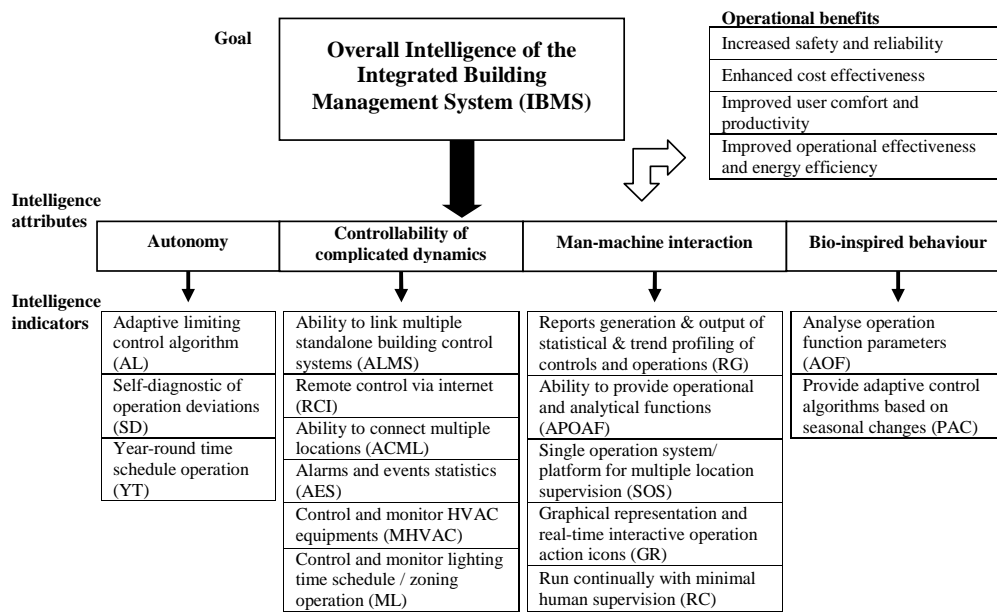 Goal
Overall Intelligence of the
Integrated Building
Management System (IBMS)
Operational benefits
Increased safety and reliability
Enhanced cost effectiveness
Improved user comfort and
productivity
Improved operational effectiveness
and energy efficiency
Intelligence
attributes
Autonomy
Controllability of
complicated dynamics
Man-machine interaction
Bio-inspired behaviour
Intelligence
indicators
Adaptive limiting
control algorithm
(AL)
Self-diagnostic of
operation deviations
(SD)
Year-round time
schedule operation
(YT)
Ability to link multiple
standalone building control
systems (ALMS)
Remote control via internet
(RCI)
Ability to connect multiple
locations (ACML)
Alarms and events statistics
(AES)
Control and monitor HVAC
equipments (MHVAC)
Control and monitor lighting
time schedule / zoning
operation (ML)
Reports generation & output of
statistical & trend profiling of
controls and operations (RG)
Ability to provide operational
and analytical functions
(APOAF)
Single operation system/
platform for multiple location
supervision (SOS)
Graphical representation and
real-time interactive operation
action icons (GR)
Run continually with minimal
human supervision (RC)
Analyse operation
function parameters
(AOF)
Provide adaptive control
algorithms based on
seasonal changes (PAC)